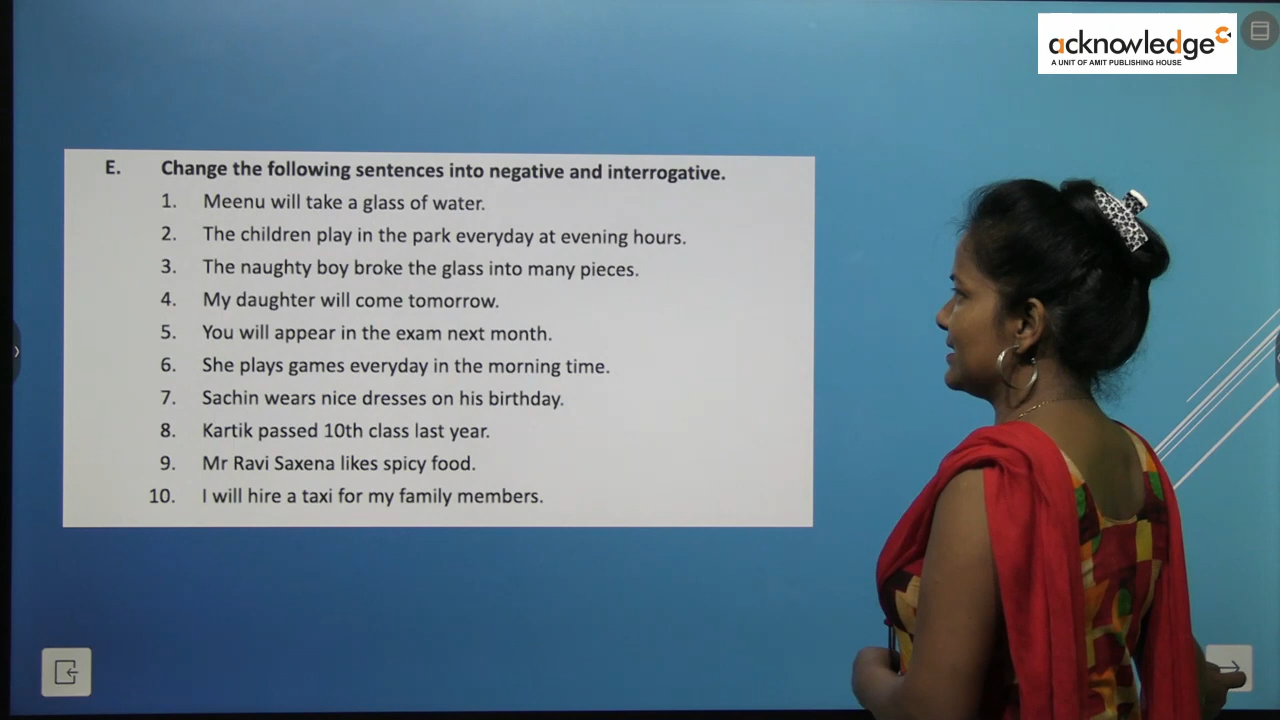 acknowledge
A UNIT OF AMIT PUBLISHING HOUSE
E. Change the following sentences into negative and interrogative.
1. Meenu will take a glass of water.
2. The children play in the park everyday at evening hours.
3. The naughty boy broke the glass into many pieces.
4. My daughter will come tomorrow.
5. You will appear in the exam next month.
6. She plays games everyday in the morning time.
7. Sachin wears nice dresses on his birthday.
8. Kartik passed 10th class last year.
9. Mr Ravi Saxena likes spicy food.
10. I will hire a taxi for my family members.